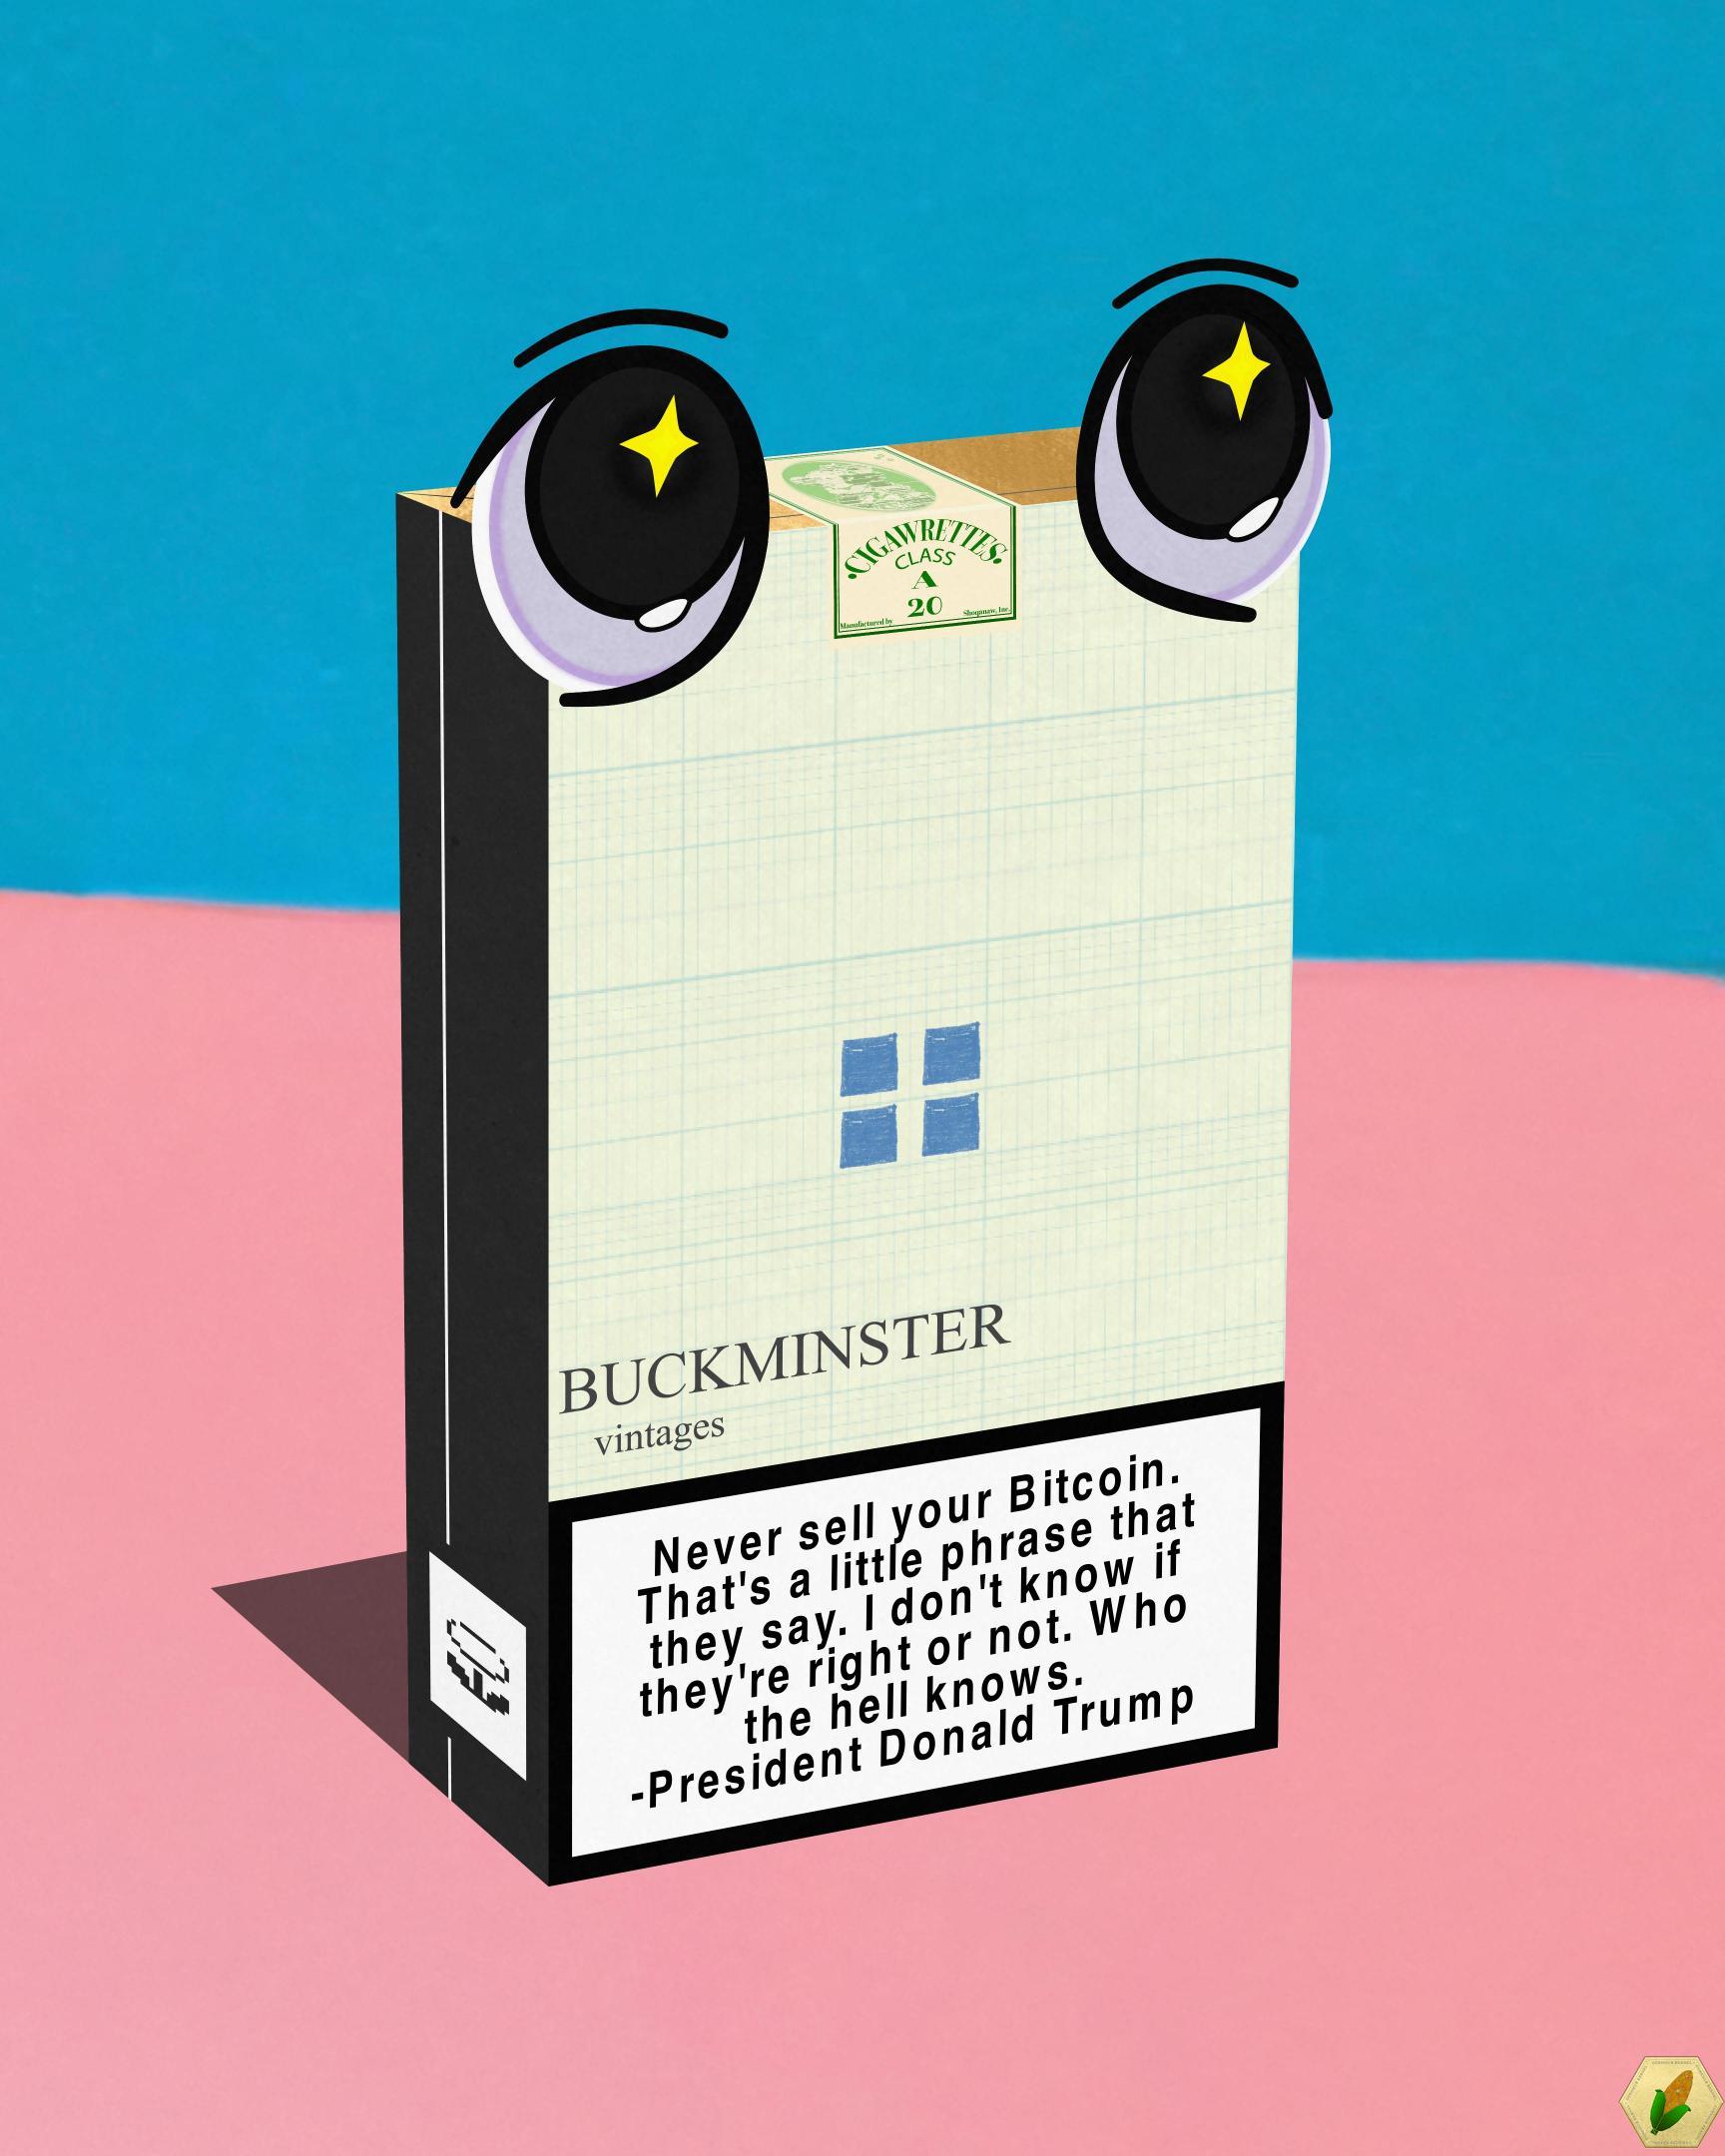 CIGAWRETTES
CLASS
A
20
Manufactured by
Shuqanaw, Inc.
BUCKMINSTER
vintages
Never sell your Bitcoin.
That's a little phrase that
they say. I don't know if
they're right or not. Who
the hell knows.
-President Donald Trump